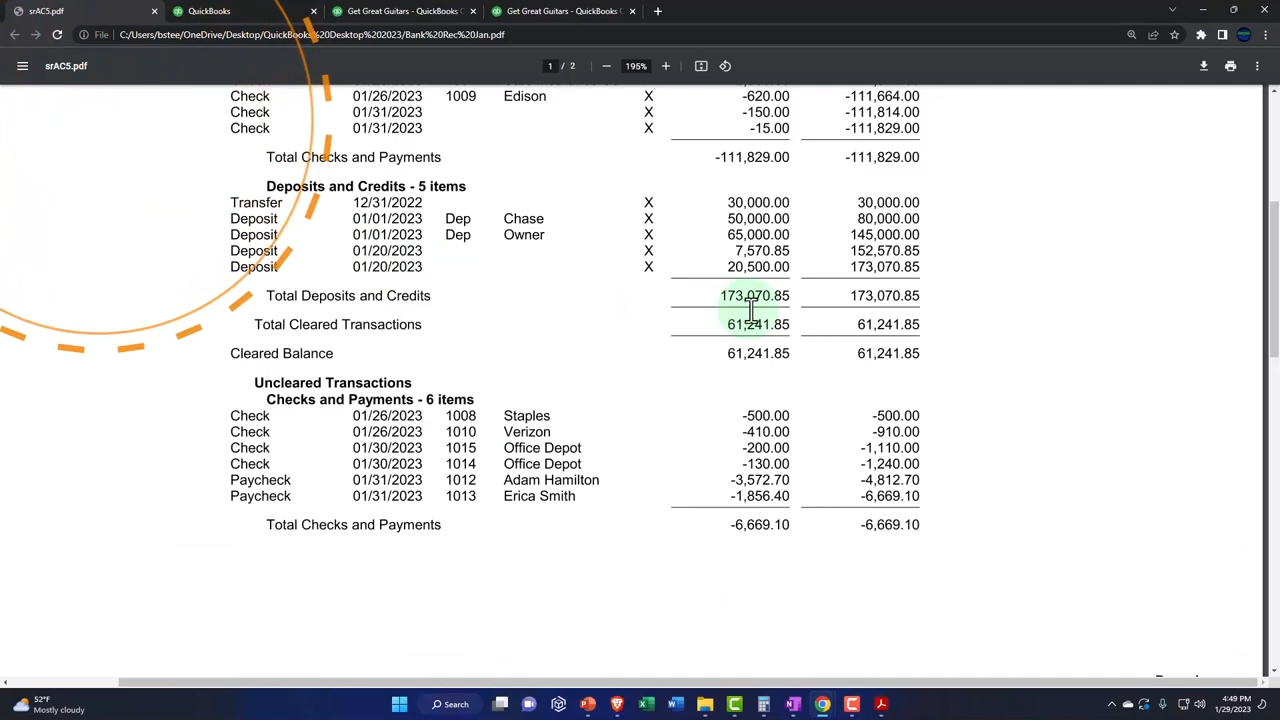 srAC5.pdf
QuickBooks
Get Great Guitars - QuickBooks C
Get Great Guitars - QuickBooks C
File C:/Users/bstee/OneDrive/Desktop/QuickBooks%20Desktop%202023/Bank%20Rec%20Jan.pdf
srAC5.pdf
1 / 2
195%
Check 01/26/2023 1009 Edison X -620.00 -111,664.00
Check 01/31/2023 X -150.00 -111,814.00
Check 01/31/2023 X -15.00 -111,829.00
Total Checks and Payments -111,829.00 -111,829.00
Deposits and Credits - 5 items
Transfer 12/31/2022 X 30,000.00 30,000.00
Deposit 01/01/2023 Dep Chase X 50,000.00 80,000.00
Deposit 01/01/2023 Dep Owner X 65,000.00 145,000.00
Deposit 01/20/2023 X 7,570.85 152,570.85
Deposit 01/20/2023 X 20,500.00 173,070.85
Total Deposits and Credits 173,070.85 173,070.85
Total Cleared Transactions 61,241.85 61,241.85
Cleared Balance 61,241.85 61,241.85
Uncleared Transactions
Checks and Payments - 6 items
Check 01/26/2023 1008 Staples -500.00 -500.00
Check 01/26/2023 1010 Verizon -410.00 -910.00
Check 01/30/2023 1015 Office Depot -200.00 -1,110.00
Check 01/30/2023 1014 Office Depot -130.00 -1,240.00
Paycheck 01/31/2023 1012 Adam Hamilton -3,572.70 -4,812.70
Paycheck 01/31/2023 1013 Erica Smith -1,856.40 -6,669.10
Total Checks and Payments -6,669.10 -6,669.10
52°F
Mostly cloudy
Search
4:49 PM
1/29/2023